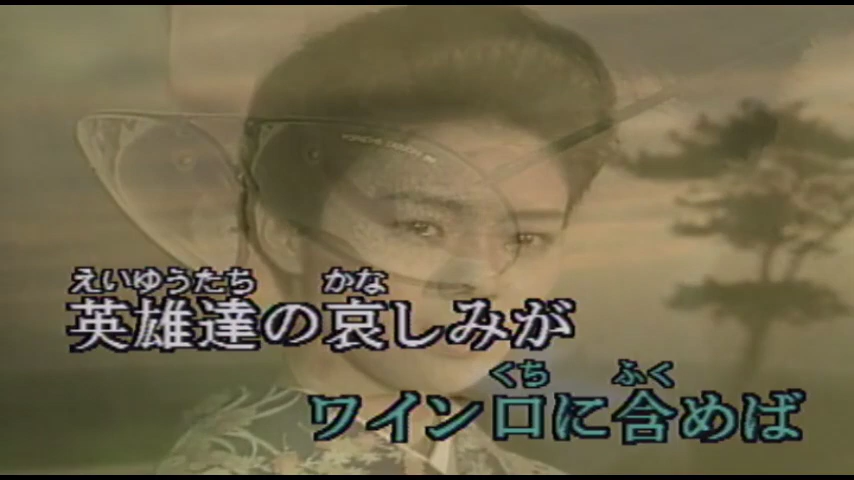 えいゆうたち かな
英雄達の哀しみが
くち ふく
ワイン口に含めば